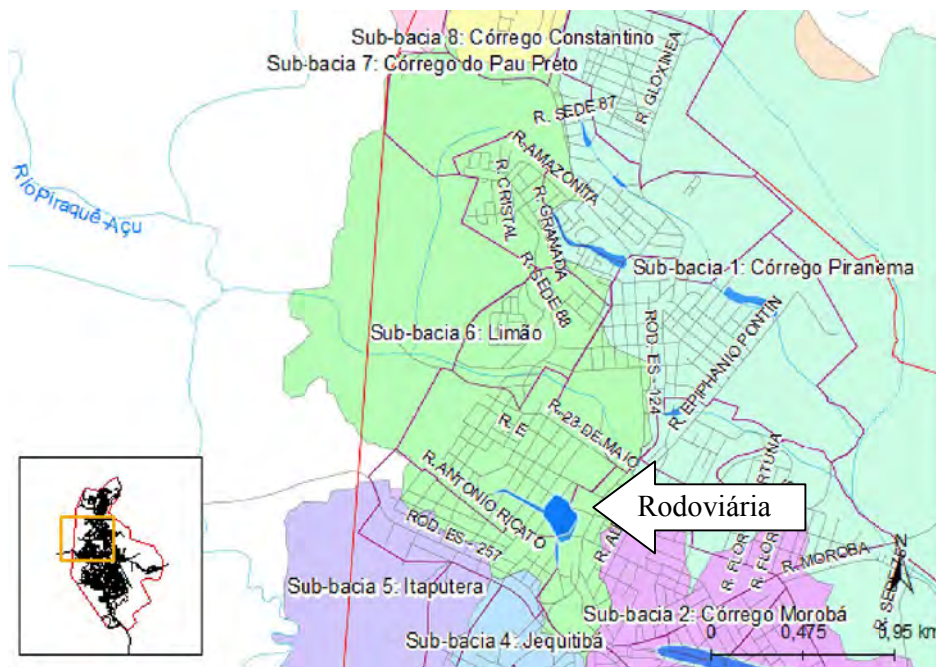 Sub-bacia 8: Córrego Constantino
Sub-bacia 7: Córrego do Pau Preto
R. GLOXINEA
R. SEDE 87
R. AMAZONITA
R. CRISTAL
R. GRANADA
Rio Piraquê-Açu
R. SEDE 88
Sub-bacia 1: Córrego Piranema
Sub-bacia 6: Limão
ROD- ES - 124
R. EPIPHANIO PONTIN
R. E
R. 23 DE MAIO
R. ANTONIO RICATO
Rodoviária
ROD- ES - 257
R. FLOR
R. FLOR
R. MOROBA
N
Sub-bacia 5: Itaputera
Sub-bacia 2: Córrego Morobá
Sub-bacia 4: Jequitibá
0 0,475 0,95 km